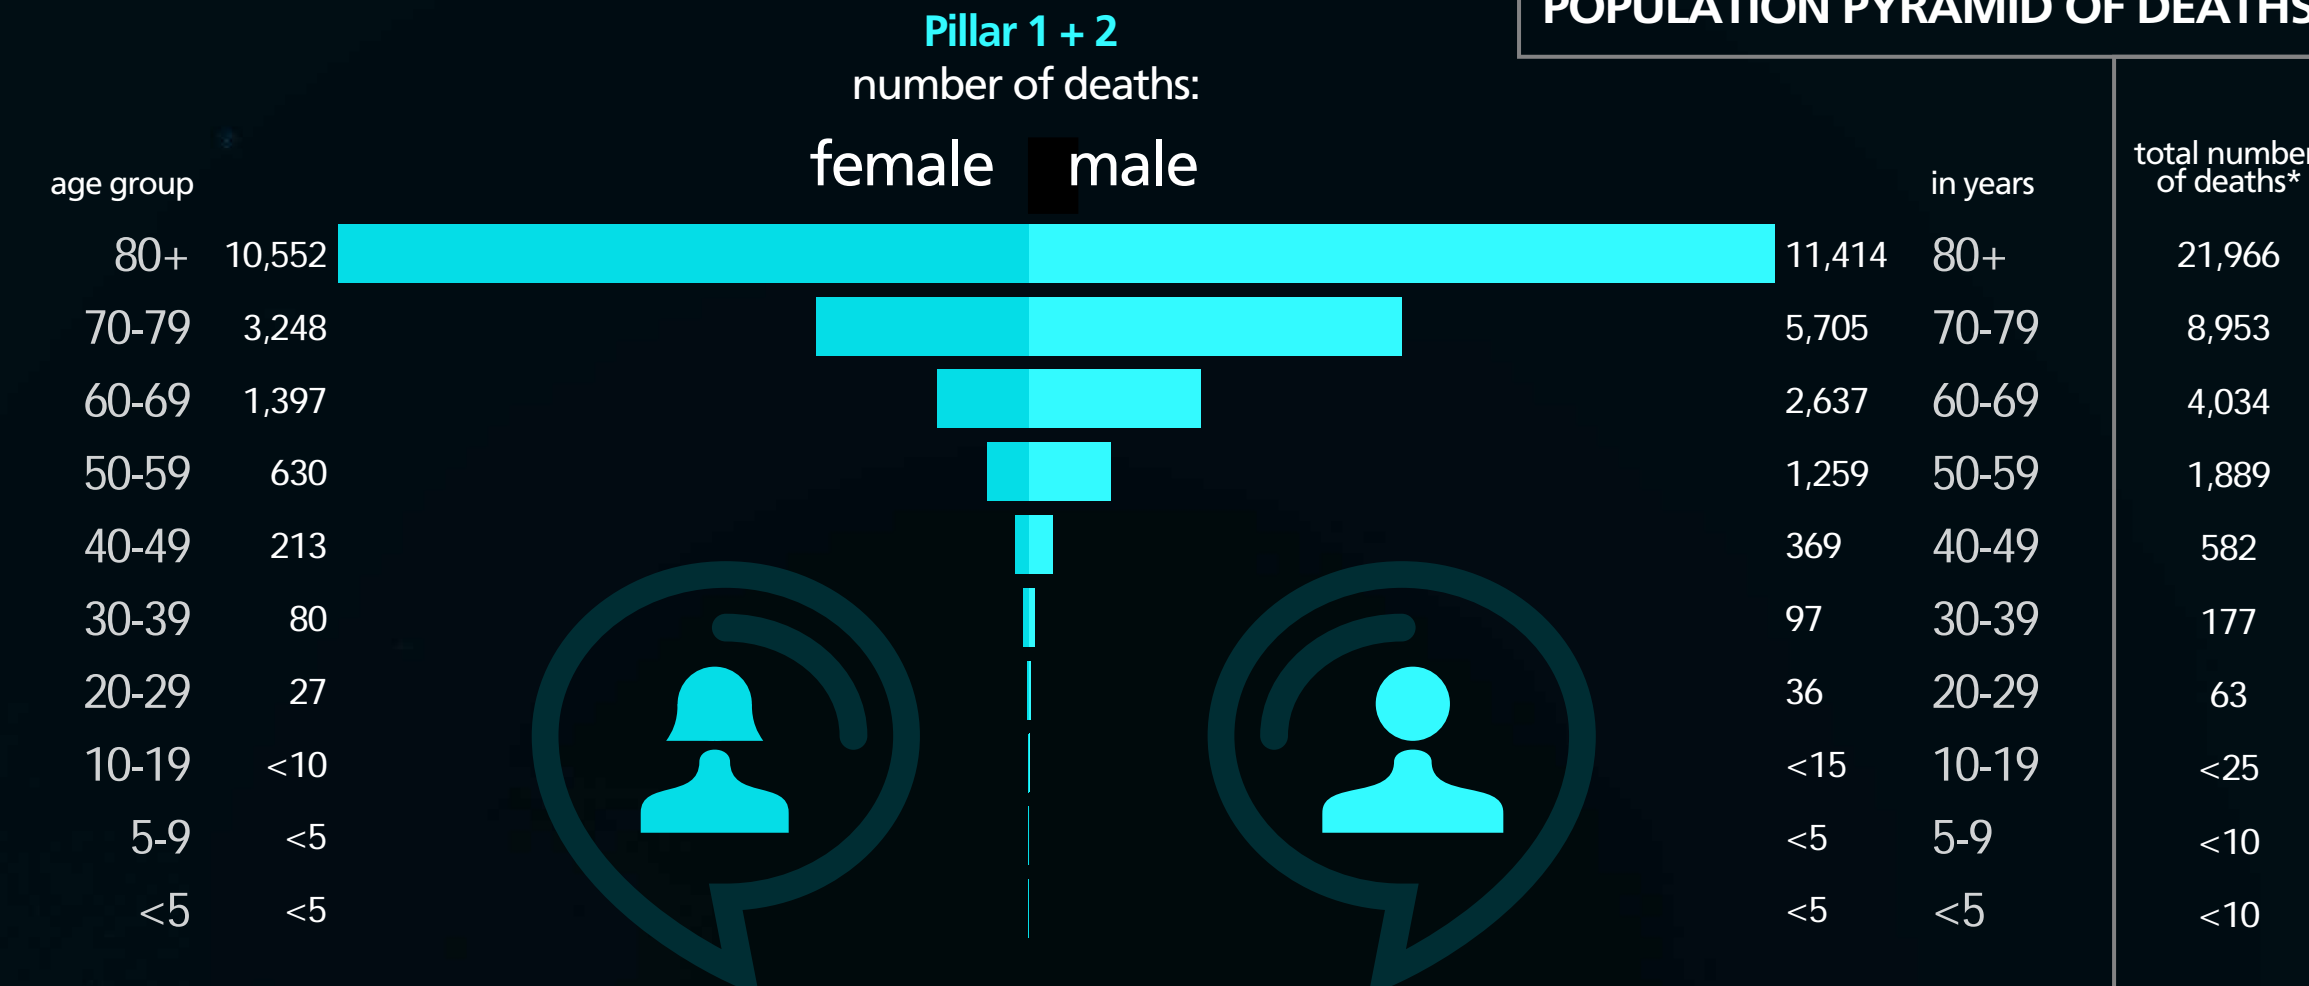 POPULATION PYRAMID OF DEATHS
Pillar 1 + 2
number of deaths:
female male
age group in years total number of deaths*
80+ 10,552 11,414 80+ 21,966
70-79 3,248 5,705 70-79 8,953
60-69 1,397 2,637 60-69 4,034
50-59 630 1,259 50-59 1,889
40-49 213 369 40-49 582
30-39 80 97 30-39 177
20-29 27 36 20-29 63
10-19 <10 <15 10-19 <25
5-9 <5 <5 5-9 <10
<5 <5 <5 <5 <10